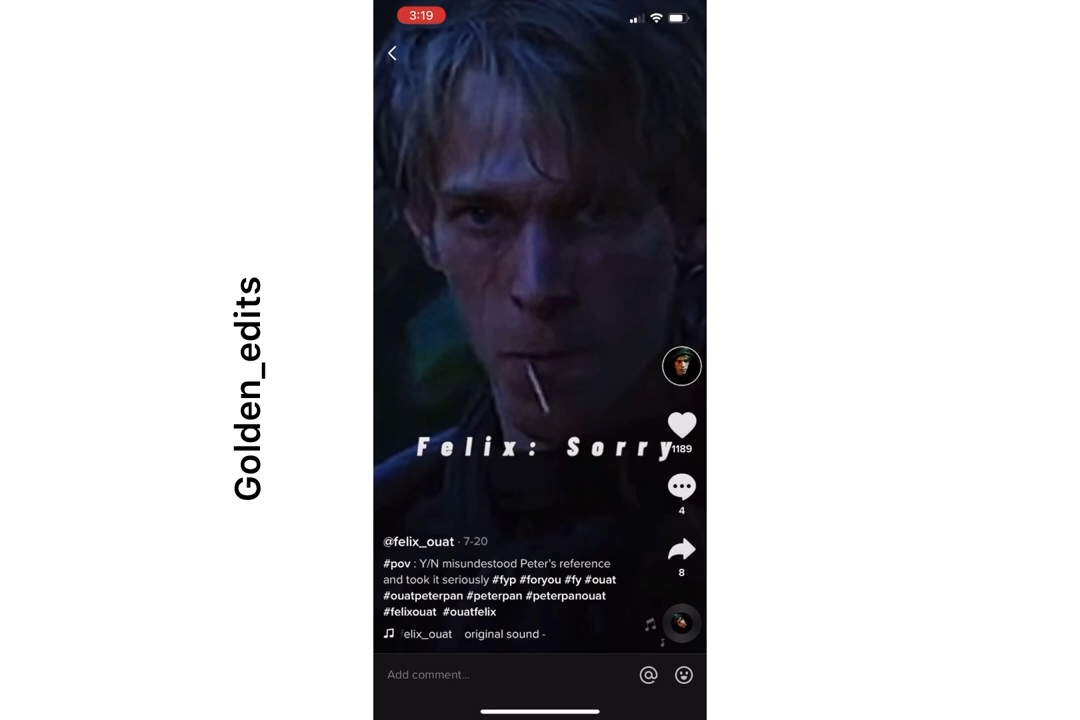 3:19
Golden_edits
Felix: Sorry
1189
4
8
@felix_ouat · 7-20
#pov : Y/N misunderstood Peter's reference
and took it seriously #fyp #foryou #fy #ouat
#ouatpeterpan #peterpan #peterpanouat
#felixouat #ouatfelix
elix_ouat original sound -
Add comment...